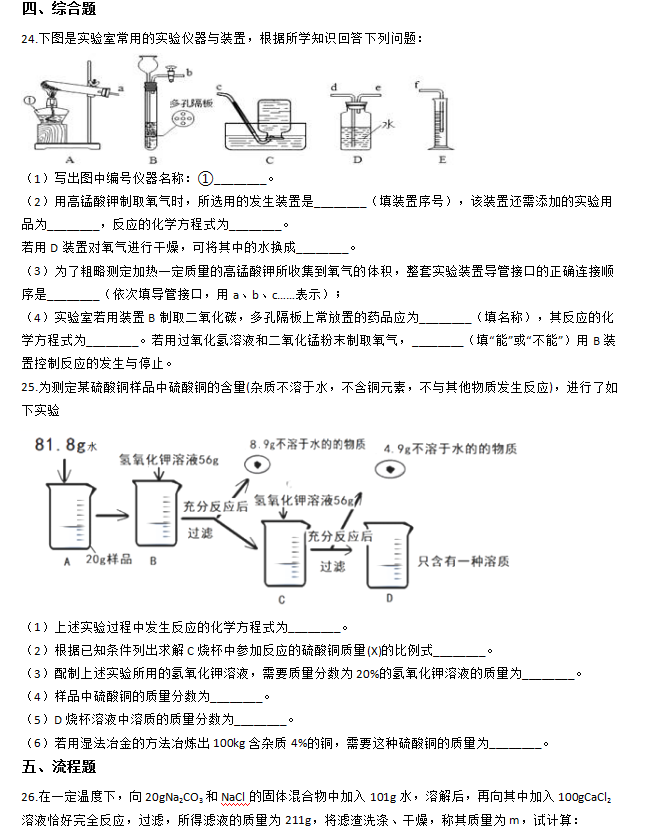 四、综合题
24.下图是实验室常用的实验仪器与装置，根据所学知识回答下列问题：
① a b 多孔隔板 c d e 水 f
A B C D E
（1）写出图中编号仪器名称：①________。
（2）用高锰酸钾制取氧气时，所选用的发生装置是________（填装置序号），该装置还需添加的实验用
品为________，反应的化学方程式为________。
若用D装置对氧气进行干燥，可将其中的水换成________。
（3）为了粗略测定加热一定质量的高锰酸钾所收集到氧气的体积，整套实验装置导管接口的正确连接顺
序是________（依次填导管接口，用a、b、c……表示）；
（4）实验室若用装置B制取二氧化碳，多孔隔板上常放置的药品应为________（填名称），其反应的化
学方程式为________。若用过氧化氢溶液和二氧化锰粉末制取氧气，________（填“能”或“不能”）用B装
置控制反应的发生与停止。
25.为测定某硫酸铜样品中硫酸铜的含量(杂质不溶于水，不含铜元素，不与其他物质发生反应)，进行了如
下实验
81.8g水
氢氧化钾溶液56g
8.9g不溶于水的的物质
4.9g不溶于水的的物质
充分反应后
过滤
氢氧化钾溶液56g
充分反应后
过滤
只含有一种溶质
A 20g样品 B
C D
（1）上述实验过程中发生反应的化学方程式为________。
（2）根据已知条件列出求解C烧杯中参加反应的硫酸铜质量(X)的比例式________。
（3）配制上述实验所用的氢氧化钾溶液，需要质量分数为20%的氢氧化钾溶液的质量为________。
（4）样品中硫酸铜的质量分数为________。
（5）D烧杯溶液中溶质的质量分数为________。
（6）若用湿法冶金的方法冶炼出100kg含杂质4%的铜，需要这种硫酸铜的质量为________。
五、流程题
26.在一定温度下，向20gNa₂CO₃和NaCl的固体混合物中加入101g水，溶解后，再向其中加入100gCaCl₂
溶液恰好完全反应，过滤，所得滤液的质量为211g，将滤渣洗涤、干燥，称其质量为m，试计算：